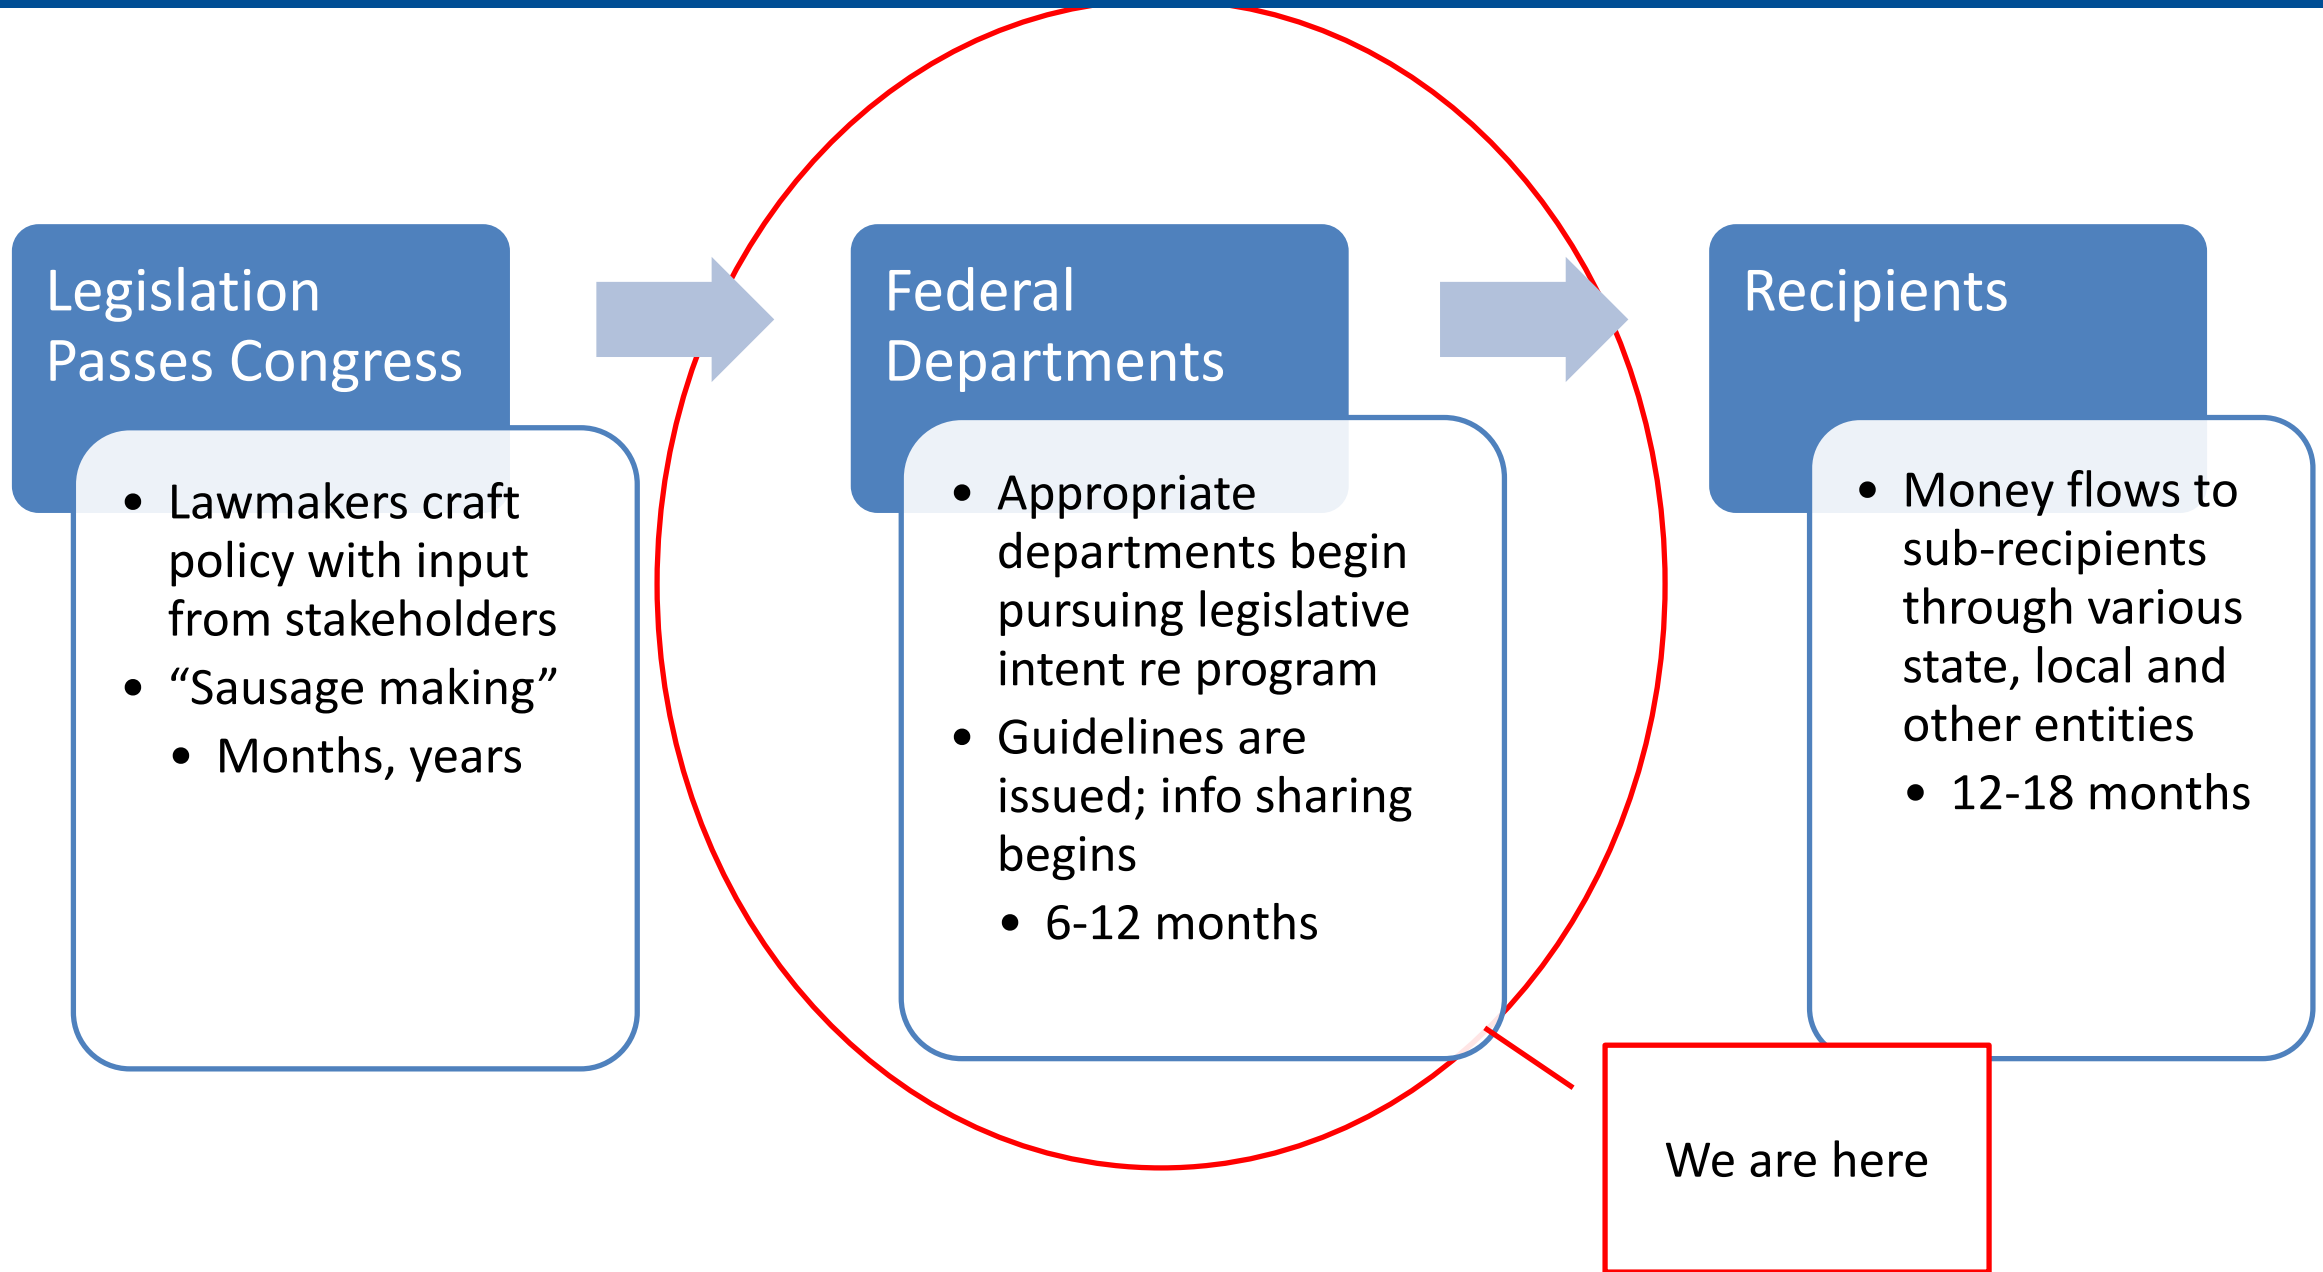 Legislation
Passes Congress
• Lawmakers craft
policy with input
from stakeholders
• “Sausage making”
• Months, years
Federal
Departments
• Appropriate
departments begin
pursuing legislative
intent re program
• Guidelines are
issued; info sharing
begins
• 6-12 months
Recipients
• Money flows to
sub-recipients
through various
state, local and
other entities
• 12-18 months
We are here